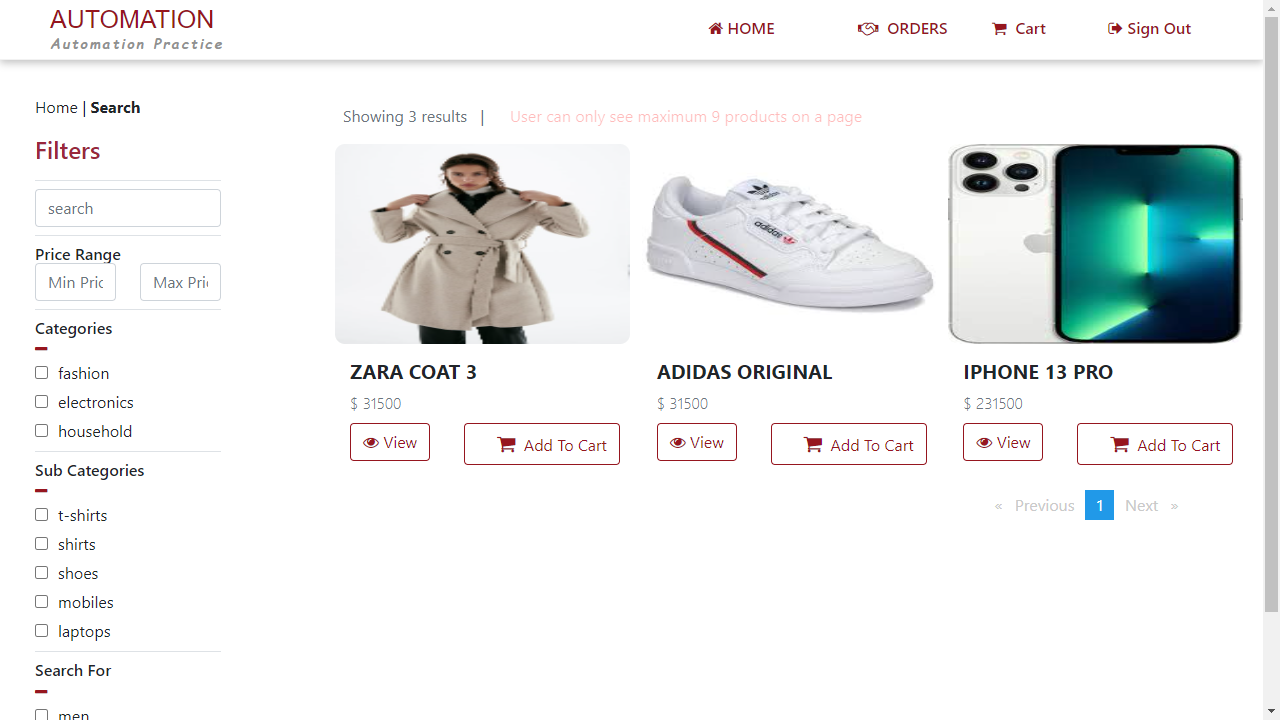 AUTOMATION
Automation Practice
HOME
ORDERS
Cart
Sign Out
Home | Search
Filters
search
Price Range
Min Pric
Max Pri
Categories
fashion
electronics
household
Sub Categories
t-shirts
shirts
shoes
mobiles
laptops
Search For
men
Showing 3 results |
User can only see maximum 9 products on a page
adidas
ZARA COAT 3
$ 31500
View
Add To Cart
ADIDAS ORIGINAL
$ 31500
View
Add To Cart
IPHONE 13 PRO
$ 231500
View
Add To Cart
« Previous 1 Next »